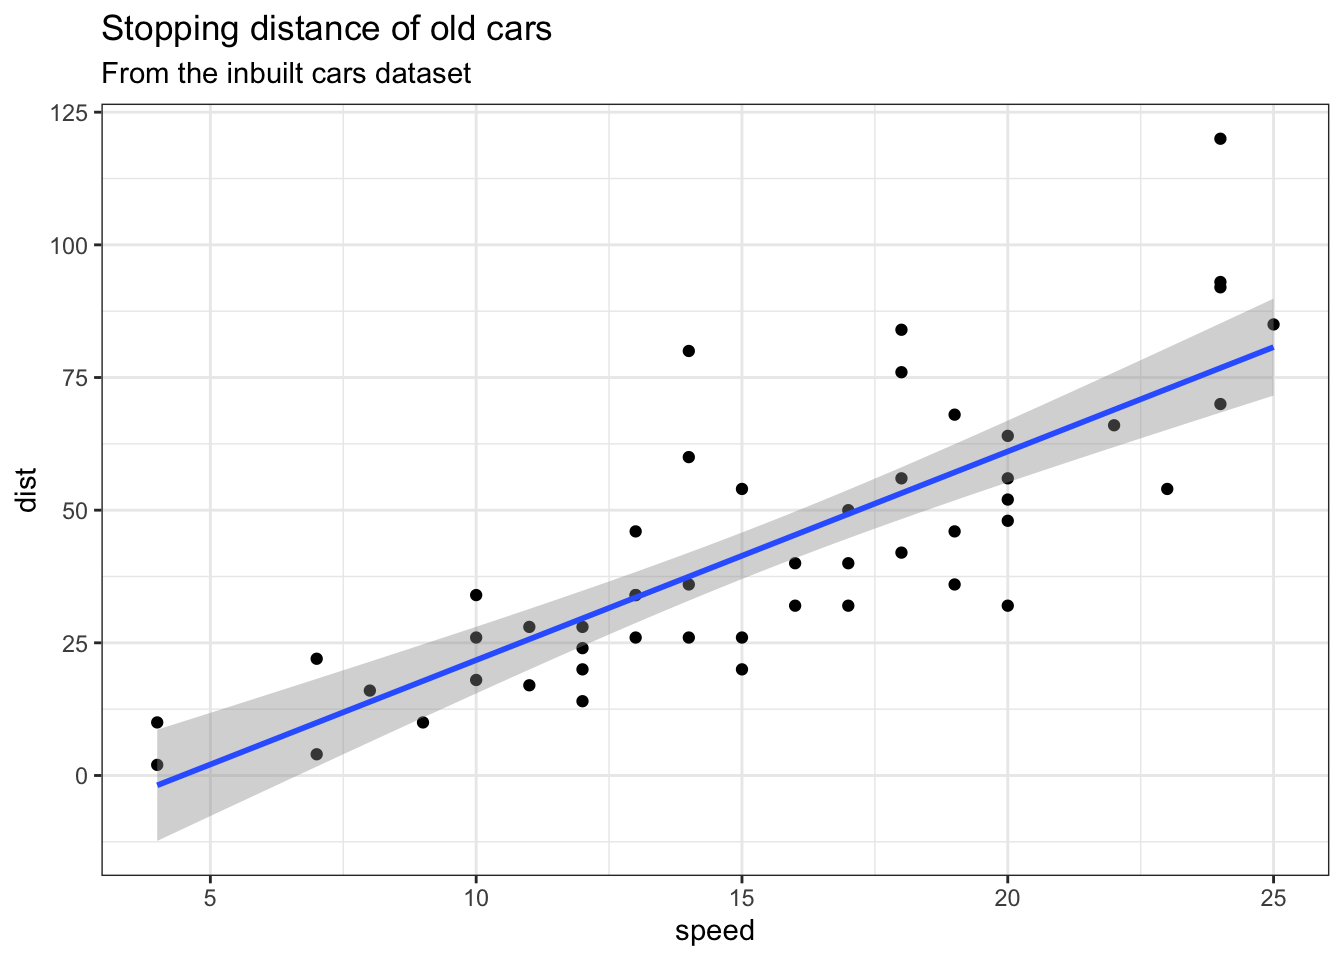 Stopping distance of old cars
From the inbuilt cars dataset
125
100
75
50
25
0
dist
5 10 15 20 25
speed